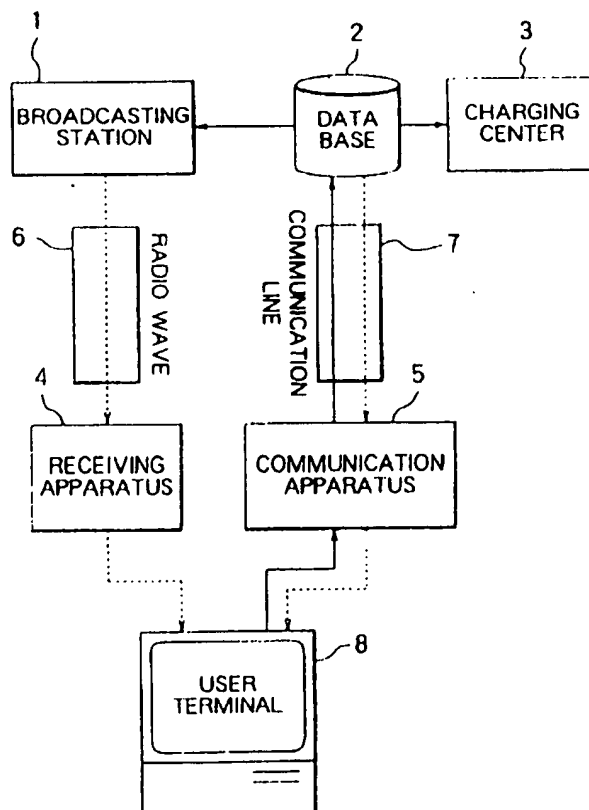 1
BROADCASTING
STATION
2
DATA
BASE
3
CHARGING
CENTER
6
RADIO WAVE
COMMUNICATION
LINE
7
4
RECEIVING
APPARATUS
5
COMMUNICATION
APPARATUS
8
USER
TERMINAL